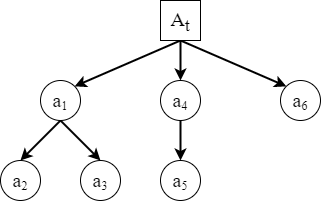 Aₜ
a₁ a₄ a₆
a₂ a₃ a₅